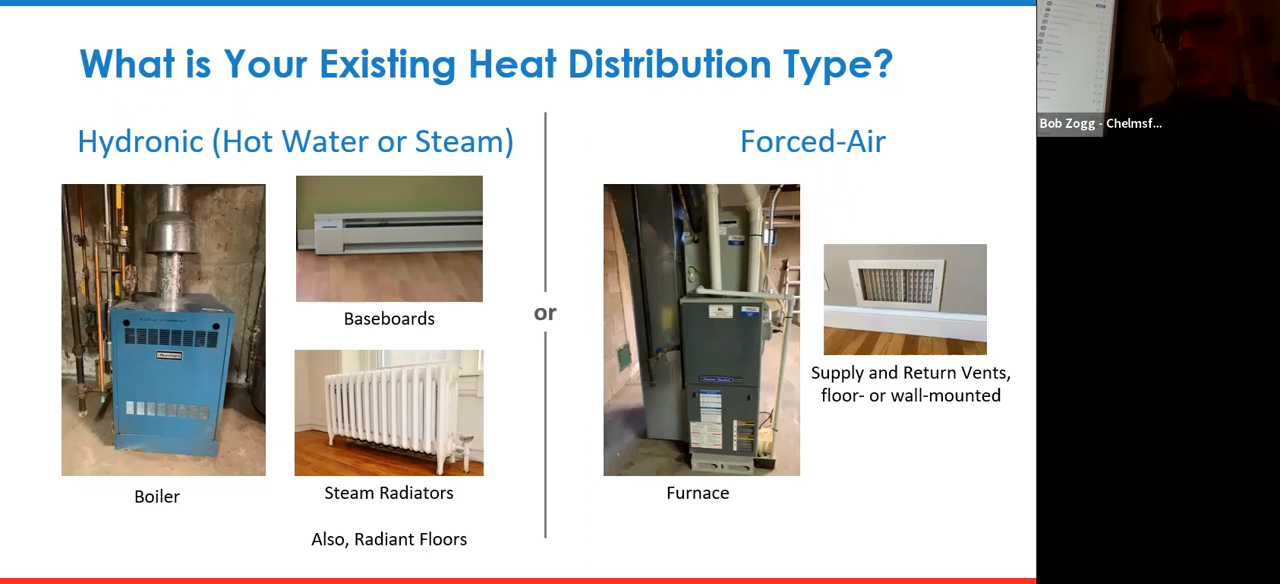 What is Your Existing Heat Distribution Type?
Hydronic (Hot Water or Steam)
Boiler
Baseboards
Steam Radiators
Also, Radiant Floors
or
Forced-Air
Furnace
Supply and Return Vents,
floor- or wall-mounted
Bob Zogg - Chelmsf...